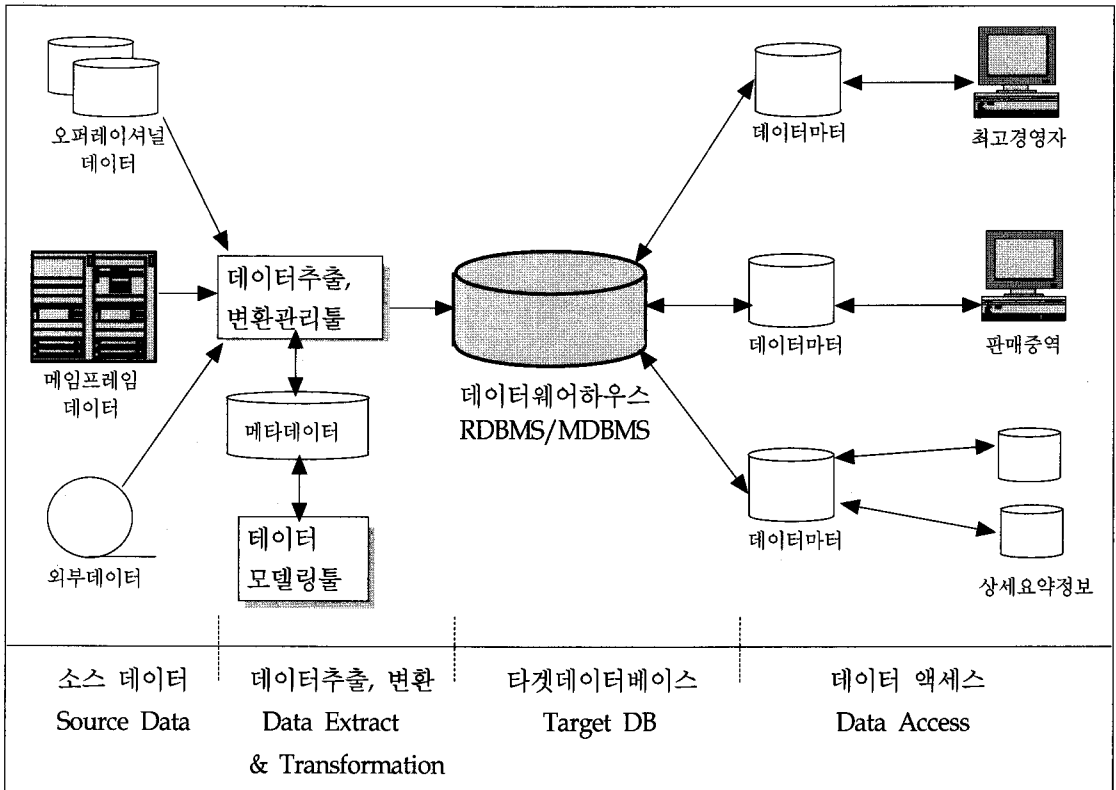 오퍼레이셔널
데이터
데이터마터
최고경영자
데이터추출,
변환관리툴
메임프레임
데이터
데이터마터
판매중역
데이터웨어하우스
RDBMS/MDBMS
메타데이터
테이터
모델링툴
외부데이터
데이터마터
상세요약정보
소스 데이터
Source Data
데이터추출, 변환
Data Extract
& Transformation
타겟데이터베이스
Target DB
데이터 액세스
Data Access